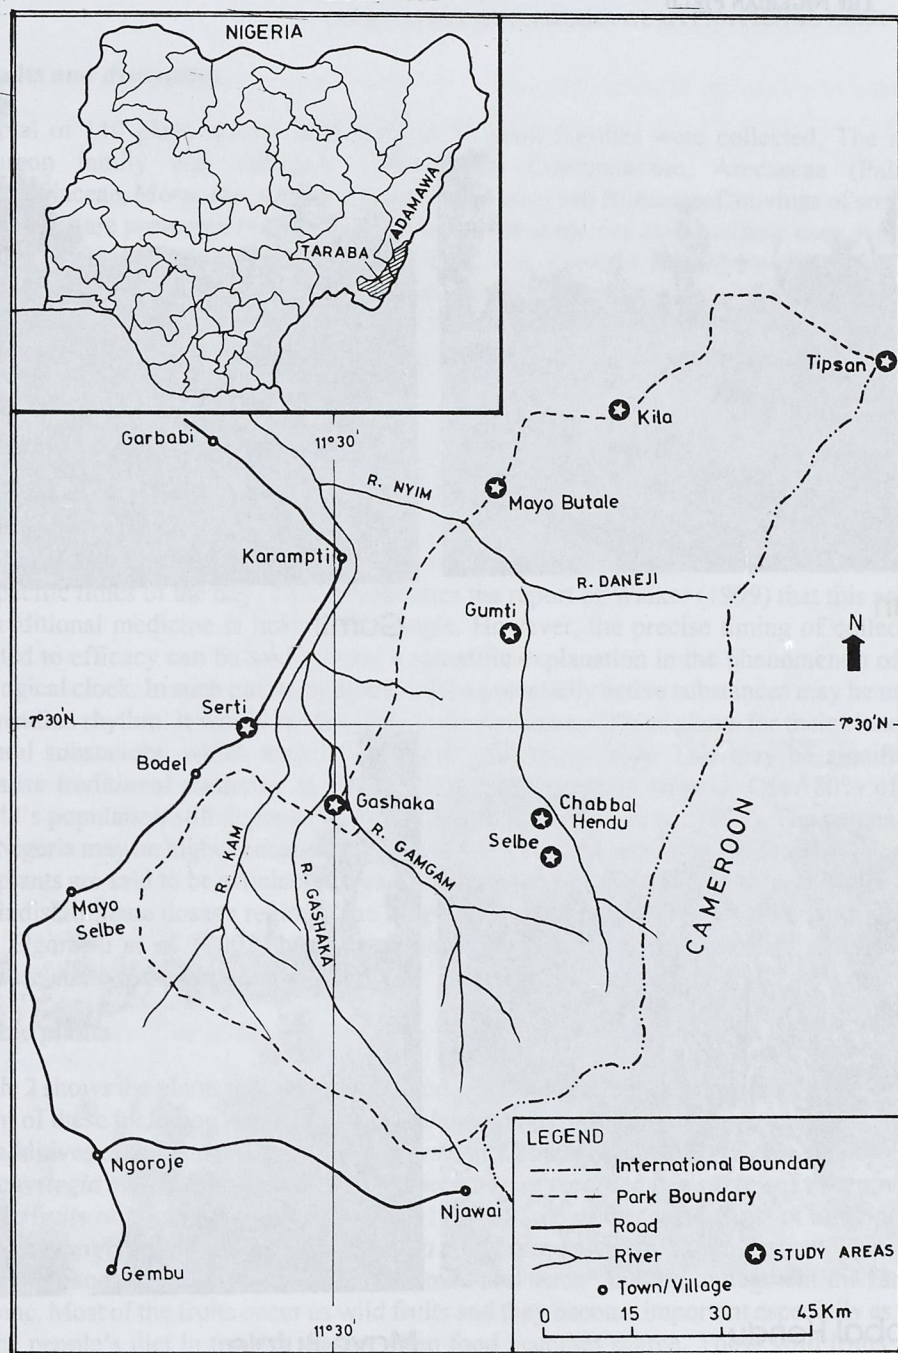 NIGERIA
ADAMAWA
TARABA
Tipsan
Kila
Garbabi
11°30'
R. NYIM
Mayo Butale
Karampti
R. DANEJI
Gumti
N
7°30'N
Serti
7°30'N
Bodel
Gashaka
Chabbal
Hendu
Selbe
R. KAM
R. GASHAKA
R. GAMGAM
CAMEROON
Mayo
Selbe
Ngoroje
Njawai
Gembu
11°30'
LEGEND
International Boundary
Park Boundary
Road
River
STUDY AREAS
Town/Village
0 15 30 45Km